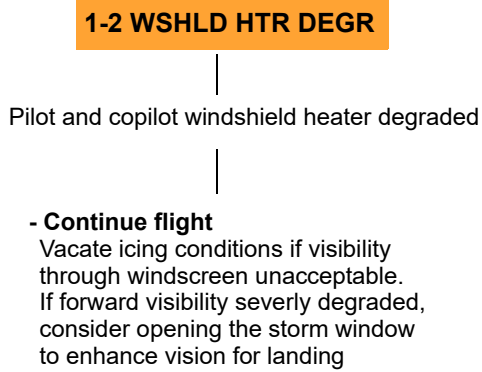 1-2 WSHLD HTR DEGR
Pilot and copilot windshield heater degraded
- Continue flight
Vacate icing conditions if visibility
through windscreen unacceptable.
If forward visibility severly degraded,
consider opening the storm window
to enhance vision for landing